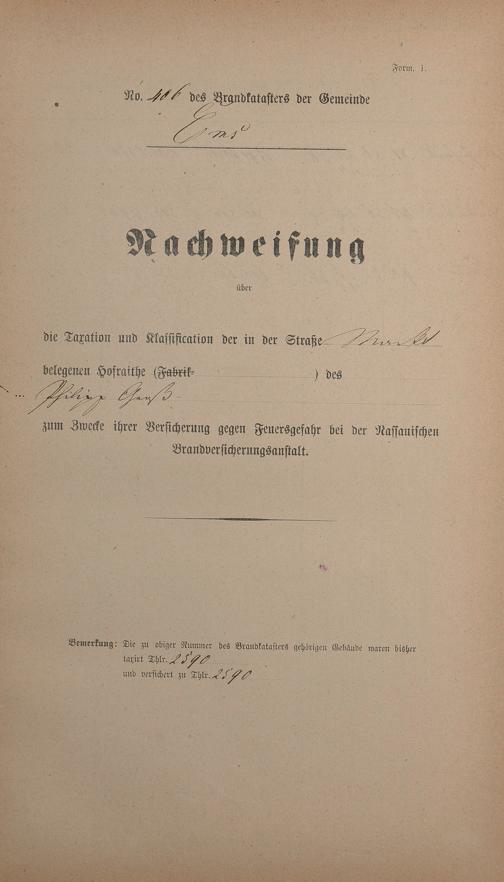 Form. 1.
No. 406 des Brandkatasters der Gemeinde
Ems
Nachweisung
über
die Taxation und Klassification der in der Straße Markt
belegenen Hofraithe (Fabrik- ) des
Philipp
zum Zwecke ihrer Versicherung gegen Feuersgefahr bei der Nassauischen
Brandversicherungsanstalt.
Bemerkung: Die zu obiger Nummer des Brandkatasters gehörigen Gebäude waren bisher
taxirt Thlr. 2590
und versichert zu Thlr. 2590